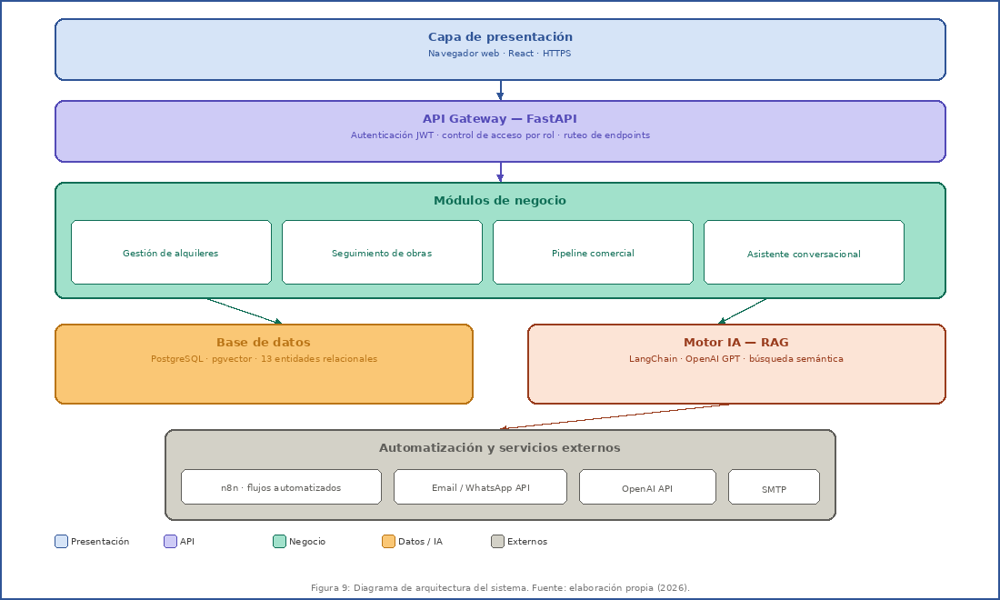 Capa de presentación
Navegador web · React · HTTPS
API Gateway — FastAPI
Autenticación JWT · control de acceso por rol · ruteo de endpoints
Módulos de negocio
Gestión de alquileres
Seguimiento de obras
Pipeline comercial
Asistente conversacional
Base de datos
PostgreSQL · pgvector · 13 entidades relacionales
Motor IA — RAG
LangChain · OpenAI GPT · búsqueda semántica
Automatización y servicios externos
n8n · flujos automatizados
Email / WhatsApp API
OpenAI API
SMTP
Presentación
API
Negocio
Datos / IA
Externos
Figura 9: Diagrama de arquitectura del sistema. Fuente: elaboración propia (2026).